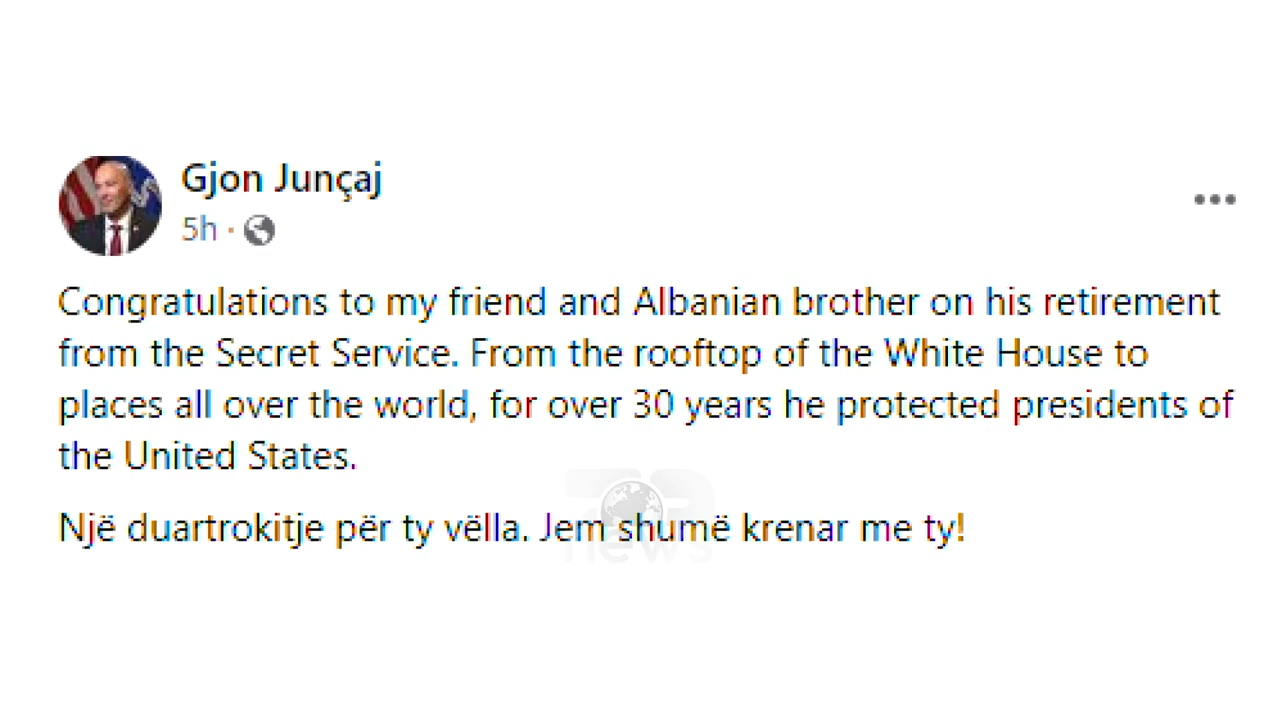 Gjon Junçaj
5h ·
Congratulations to my friend and Albanian brother on his retirement
from the Secret Service. From the rooftop of the White House to
places all over the world, for over 30 years he protected presidents of
the United States.
Një duartrokitje për ty vëlla. Jem shumë krenar me ty!
news